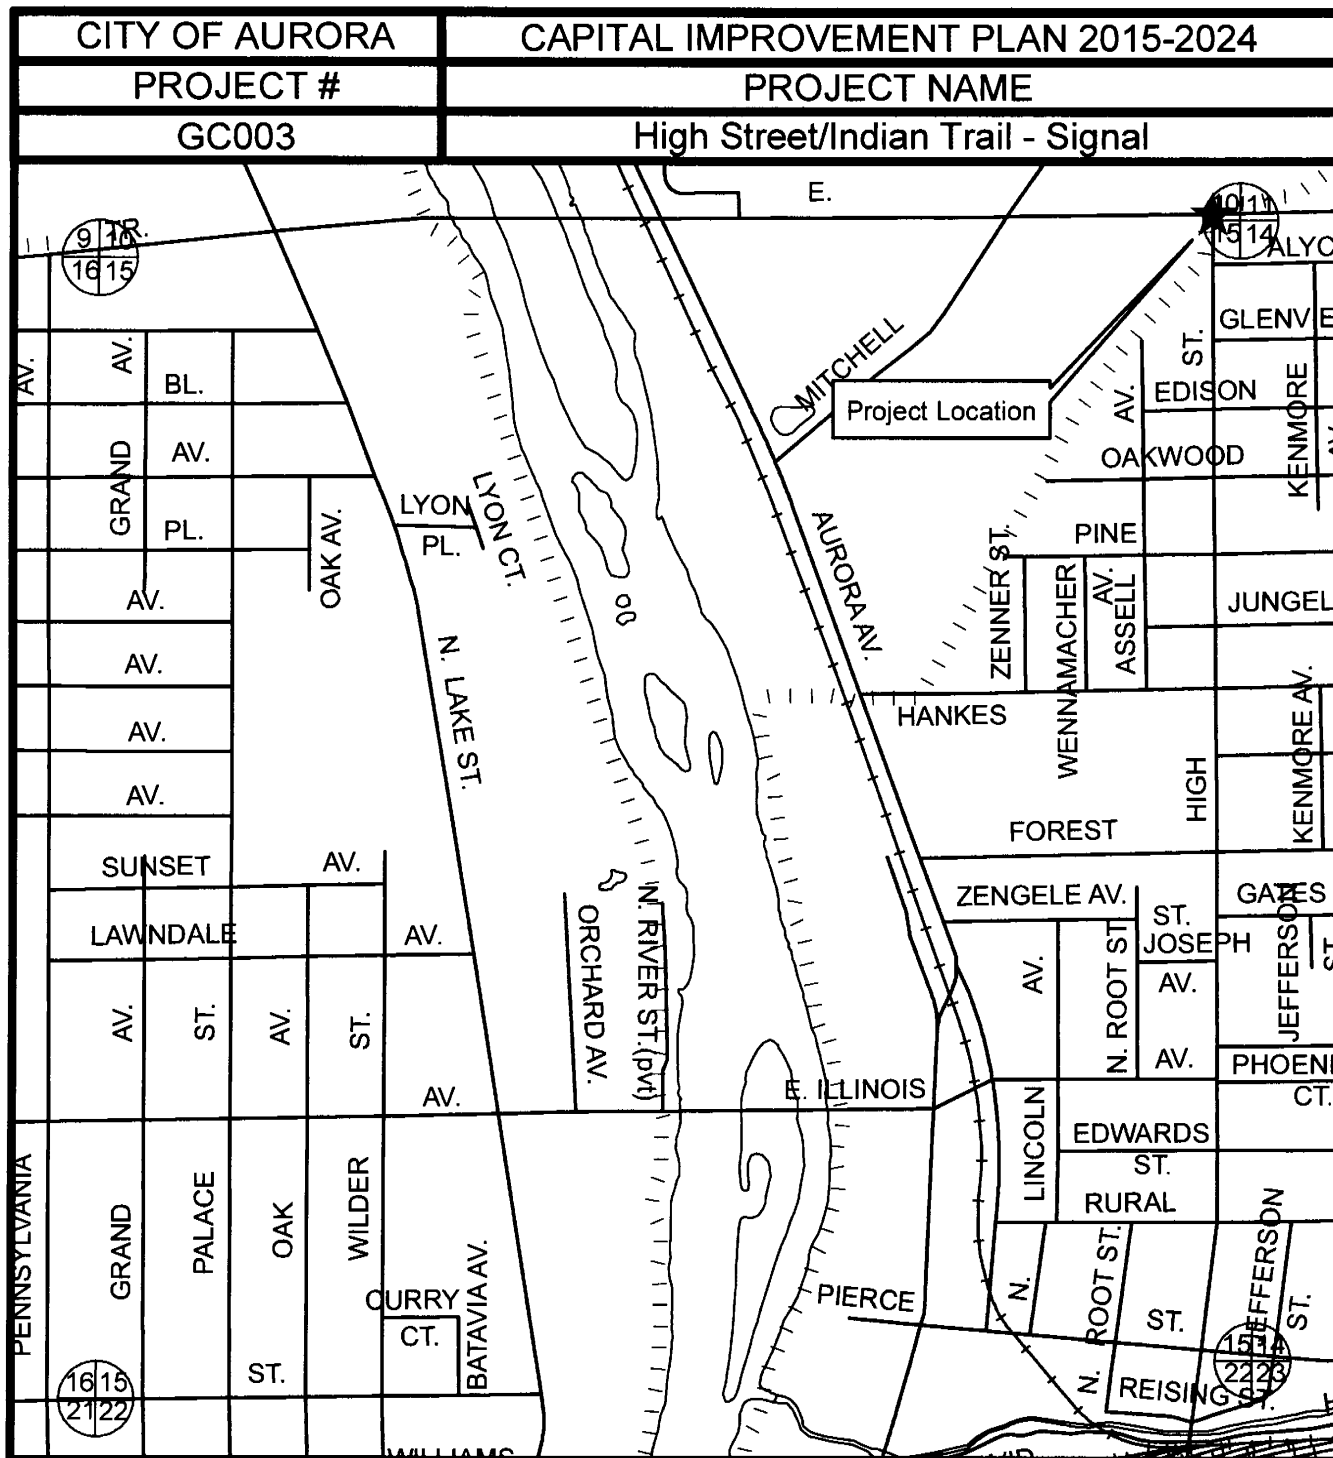 CITY OF AURORA
CAPITAL IMPROVEMENT PLAN 2015-2024
PROJECT #
PROJECT NAME
GC003
High Street/Indian Trail - Signal
E.
9
TR.
16 15
10 11
15 14
GLENVIE
AV.
AV.
BL.
MITCHELL
ST.
EDISON
AV.
KENMORE
Project Location
GRAND
AV.
OAKWOOD
LYON
LYON CT.
PL.
PL.
OAK AV.
AURORA AV.
ZENNER ST.
PINE
AV.
WENNAMACHER
AV.
ASSELL
JUNGEL
AV.
N. LAKE ST.
HANKES
KENMORE AV.
AV.
AV.
HIGH
FOREST
SUNSET
AV.
ZENGELE AV.
GATES
LAWNDALE
AV.
ORCHARD AV.
N. RIVER ST.(pvt)
N. ROOT ST.
ST.
JOSEPH
JEFFERSON
ST.
AV.
ST.
AV.
ST.
AV.
AV.
AV.
PHOENI
CT.
AV.
E. ILLINOIS
LINCOLN
EDWARDS
ST.
RURAL
PENNSYLVANIA
GRAND
PALACE
OAK
WILDER
CURRY
CT.
BATAVIA AV.
PIERCE
N.
ROOT ST.
ST.
JEFFERSON
ST.
15 14
22 23
16 15
21 22
ST.
N.
REISING ST.
WILLIAMS